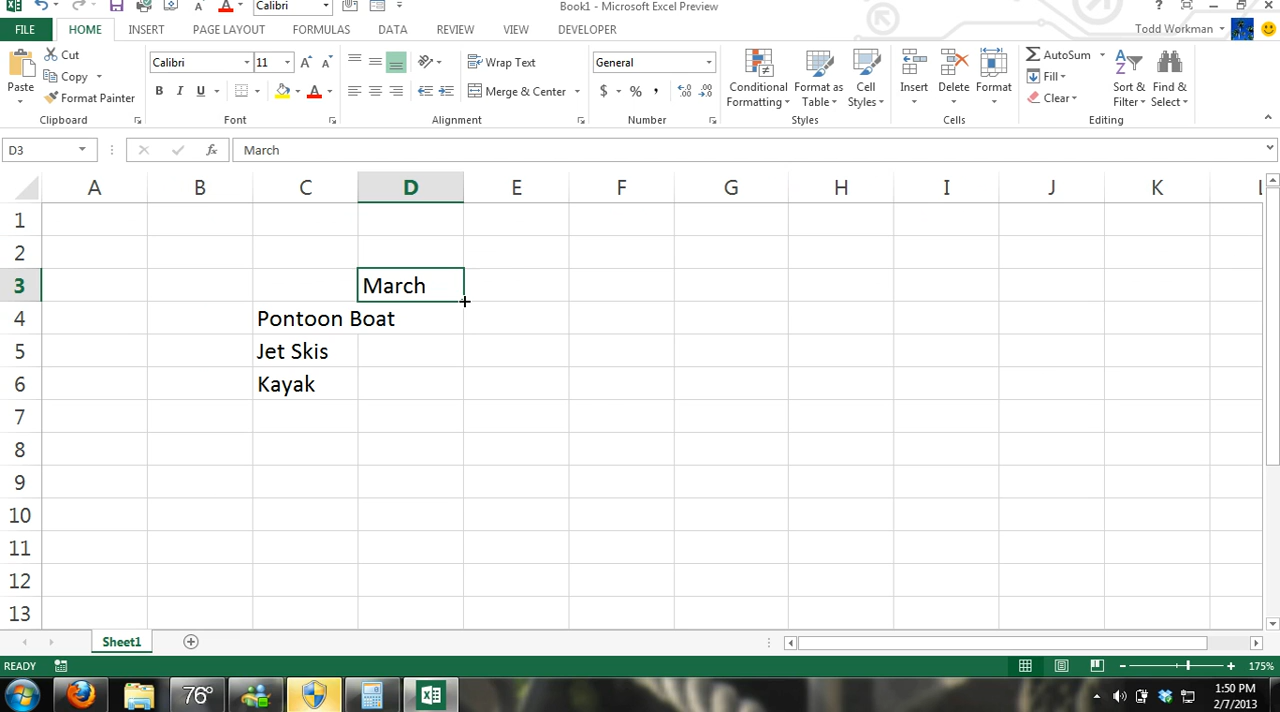 Book1 - Microsoft Excel Preview
Calibri
FILE HOME INSERT PAGE LAYOUT FORMULAS DATA REVIEW VIEW DEVELOPER Todd Workman
Paste Cut Copy Format Painter Clipboard
Calibri 11 B I U Font
Wrap Text Merge & Center Alignment
General $ % , Number
Conditional Formatting Format as Table Cell Styles Styles
Insert Delete Format Cells
AutoSum Fill Clear Sort & Filter Find & Select Editing
D3 fx March
A B C D E F G H I J K L
1
2
3 March
4 Pontoon Boat
5 Jet Skis
6 Kayak
7
8
9
10
11
12
13
Sheet1
READY 175%
76°
1:50 PM
2/7/2013